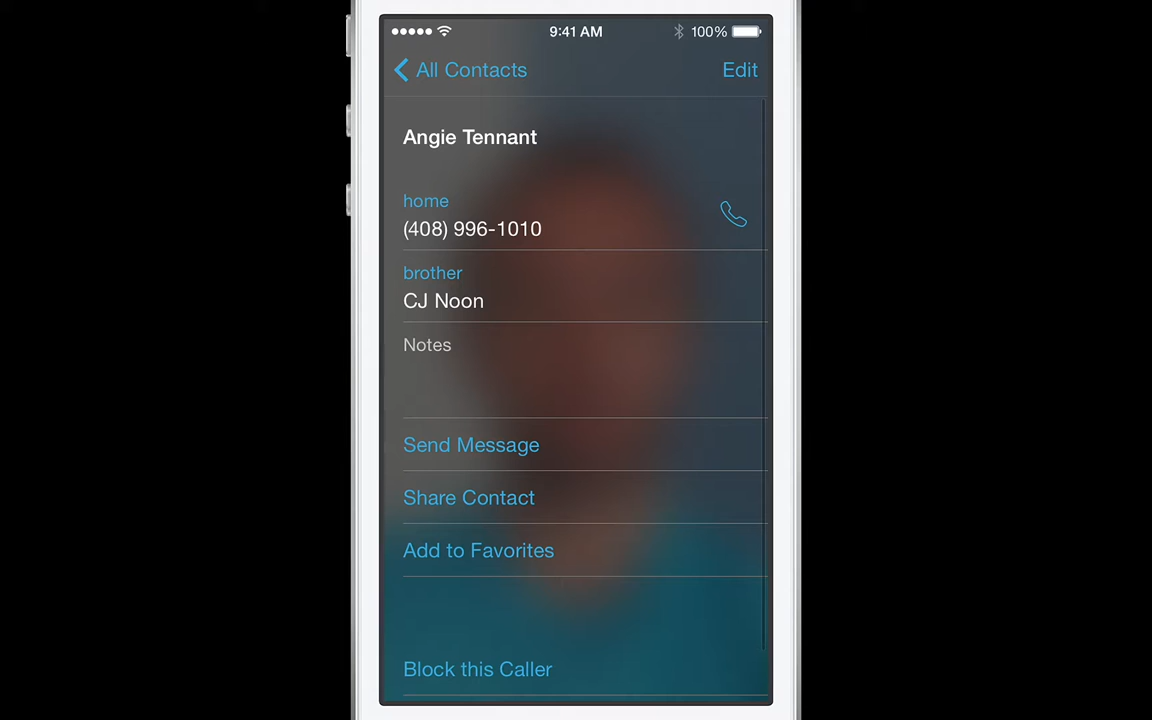 9:41 AM 100%
All Contacts Edit
Angie Tennant
home
(408) 996-1010
brother
CJ Noon
Notes
Send Message
Share Contact
Add to Favorites
Block this Caller